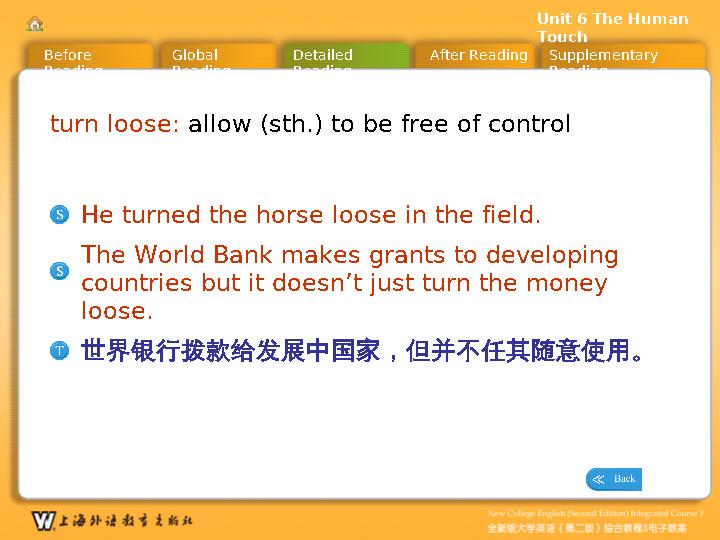 Unit 6 The Human
Touch
Before
Reading
Global
Reading
Detailed
Reading
After Reading
Supplementary
Reading
turn loose: allow (sth.) to be free of control
S He turned the horse loose in the field.
S The World Bank makes grants to developing
countries but it doesn’t just turn the money
loose.
T 世界银行拨款给发展中国家，但并不任其随意使用。
≪ Back
W 上海外语教育出版社
New College English (Second Edition) Integrated Course 3
全新版大学英语（第二版）综合教程3电子教案